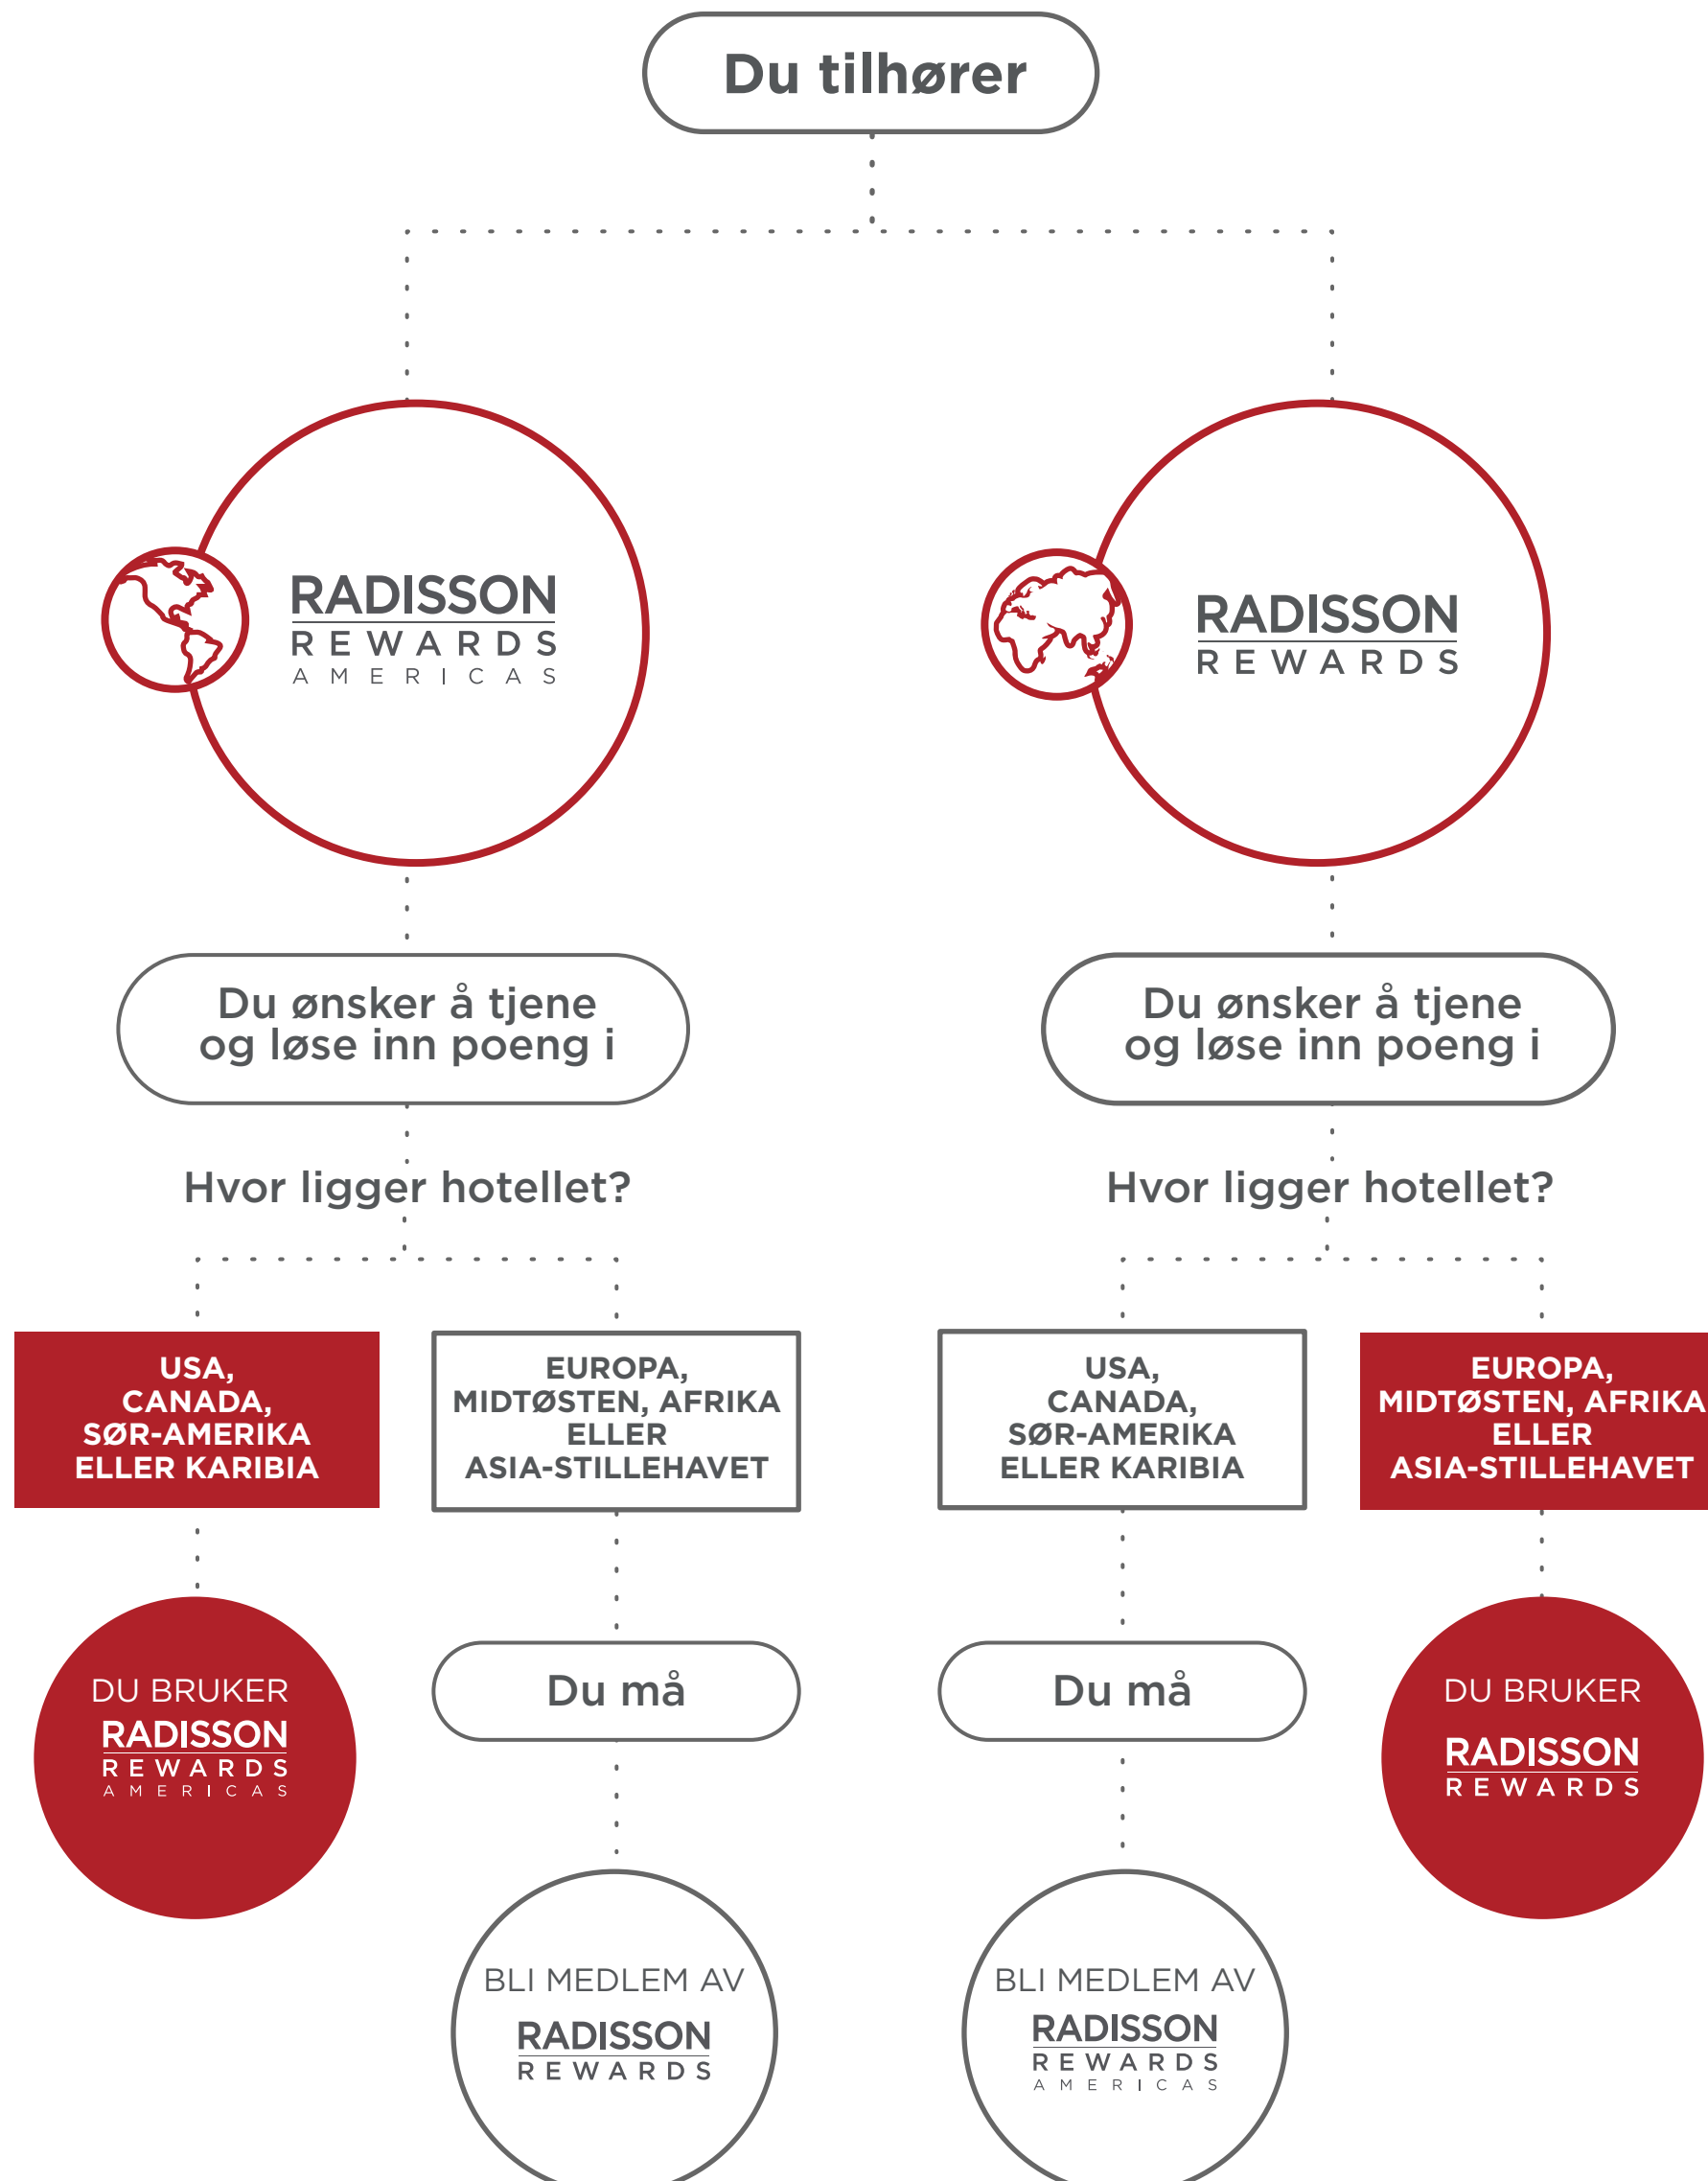 Du tilhører
RADISSON
REWARDS
AMERICAS
RADISSON
REWARDS
Du ønsker å tjene
og løse inn poeng i
Du ønsker å tjene
og løse inn poeng i
Hvor ligger hotellet?
Hvor ligger hotellet?
USA,
CANADA,
SØR-AMERIKA
ELLER KARIBIA
EUROPA,
MIDTØSTEN, AFRIKA
ELLER
ASIA-STILLEHAVET
USA,
CANADA,
SØR-AMERIKA
ELLER KARIBIA
EUROPA,
MIDTØSTEN, AFRIKA
ELLER
ASIA-STILLEHAVET
DU BRUKER
RADISSON
REWARDS
AMERICAS
Du må
Du må
DU BRUKER
RADISSON
REWARDS
BLI MEDLEM AV
RADISSON
REWARDS
BLI MEDLEM AV
RADISSON
REWARDS
AMERICAS